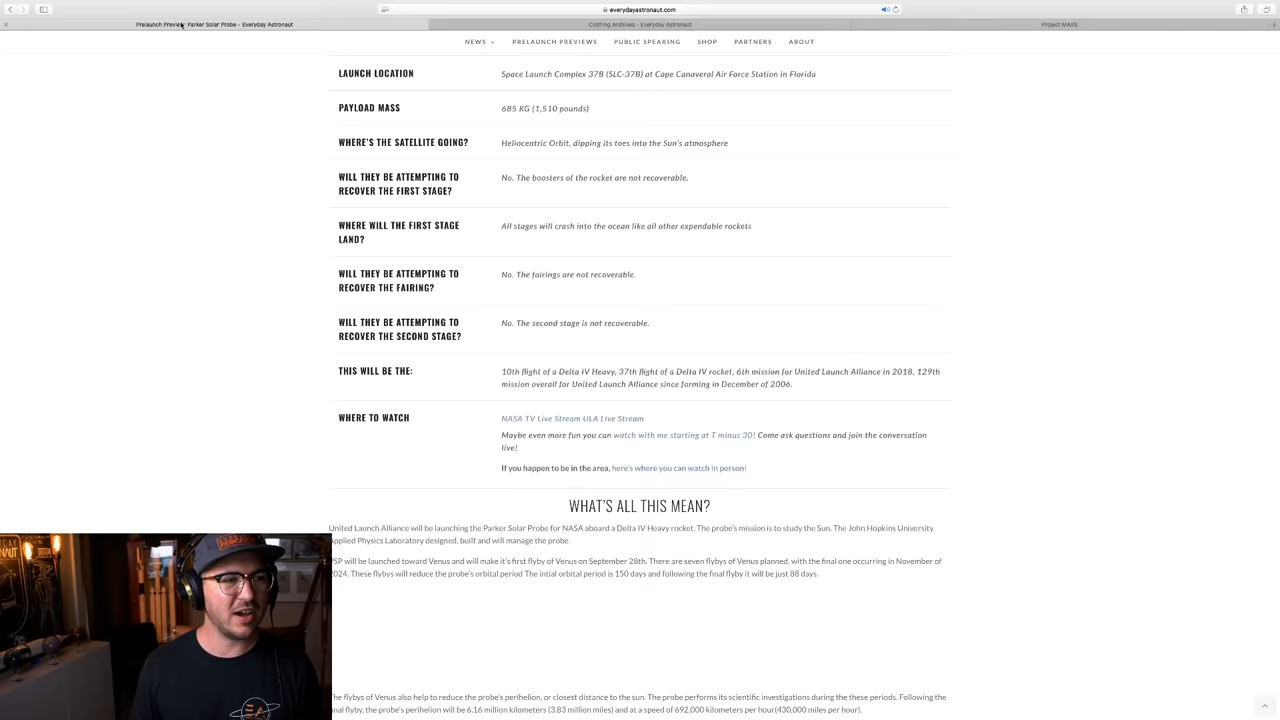 everydayastronaut.com
Prelaunch Preview: Parker Solar Probe - Everyday Astronaut
Clothing Archives - Everyday Astronaut
Project MARS
NEWS
PRELAUNCH PREVIEWS
PUBLIC SPEAKING
SHOP
PARTNERS
ABOUT
LAUNCH LOCATION
Space Launch Complex 37B (SLC-37B) at Cape Canaveral Air Force Station in Florida
PAYLOAD MASS
685 KG (1,510 pounds)
WHERE'S THE SATELLITE GOING?
Heliocentric Orbit, dipping its toes into the Sun's atmosphere
WILL THEY BE ATTEMPTING TO
RECOVER THE FIRST STAGE?
No. The boosters of the rocket are not recoverable.
WHERE WILL THE FIRST STAGE
LAND?
All stages will crash into the ocean like all other expendable rockets
WILL THEY BE ATTEMPTING TO
RECOVER THE FAIRING?
No. The fairings are not recoverable.
WILL THEY BE ATTEMPTING TO
RECOVER THE SECOND STAGE?
No. The second stage is not recoverable.
THIS WILL BE THE:
10th flight of a Delta IV Heavy, 37th flight of a Delta IV rocket, 6th mission for United Launch Alliance in 2018, 129th
mission overall for United Launch Alliance since forming in December of 2006.
WHERE TO WATCH
NASA TV Live Stream ULA Live Stream
Maybe even more fun you can watch with me starting at T minus 30! Come ask questions and join the conversation
live!
If you happen to be in the area, here's where you can watch in person!
WHAT'S ALL THIS MEAN?
United Launch Alliance will be launching the Parker Solar Probe for NASA aboard a Delta IV Heavy rocket. The probe's mission is to study the Sun. The John Hopkins University
Applied Physics Laboratory designed, built and will manage the probe.
PSP will be launched toward Venus and will make it's first flyby of Venus on September 28th. There are seven flybys of Venus planned, with the final one occurring in November of
2024. These flybys will reduce the probe's orbital period The intial orbital period is 150 days and following the final flyby it will be just 88 days.
The flybys of Venus also help to reduce the probe's perihelion, or closest distance to the sun. The probe performs its scientific investigations during the these periods. Following the
final flyby, the probe's perihelion will be 6.16 million kilometers (3.83 million miles) and at a speed of 692,000 kilometers per hour(430,000 miles per hour).
EA